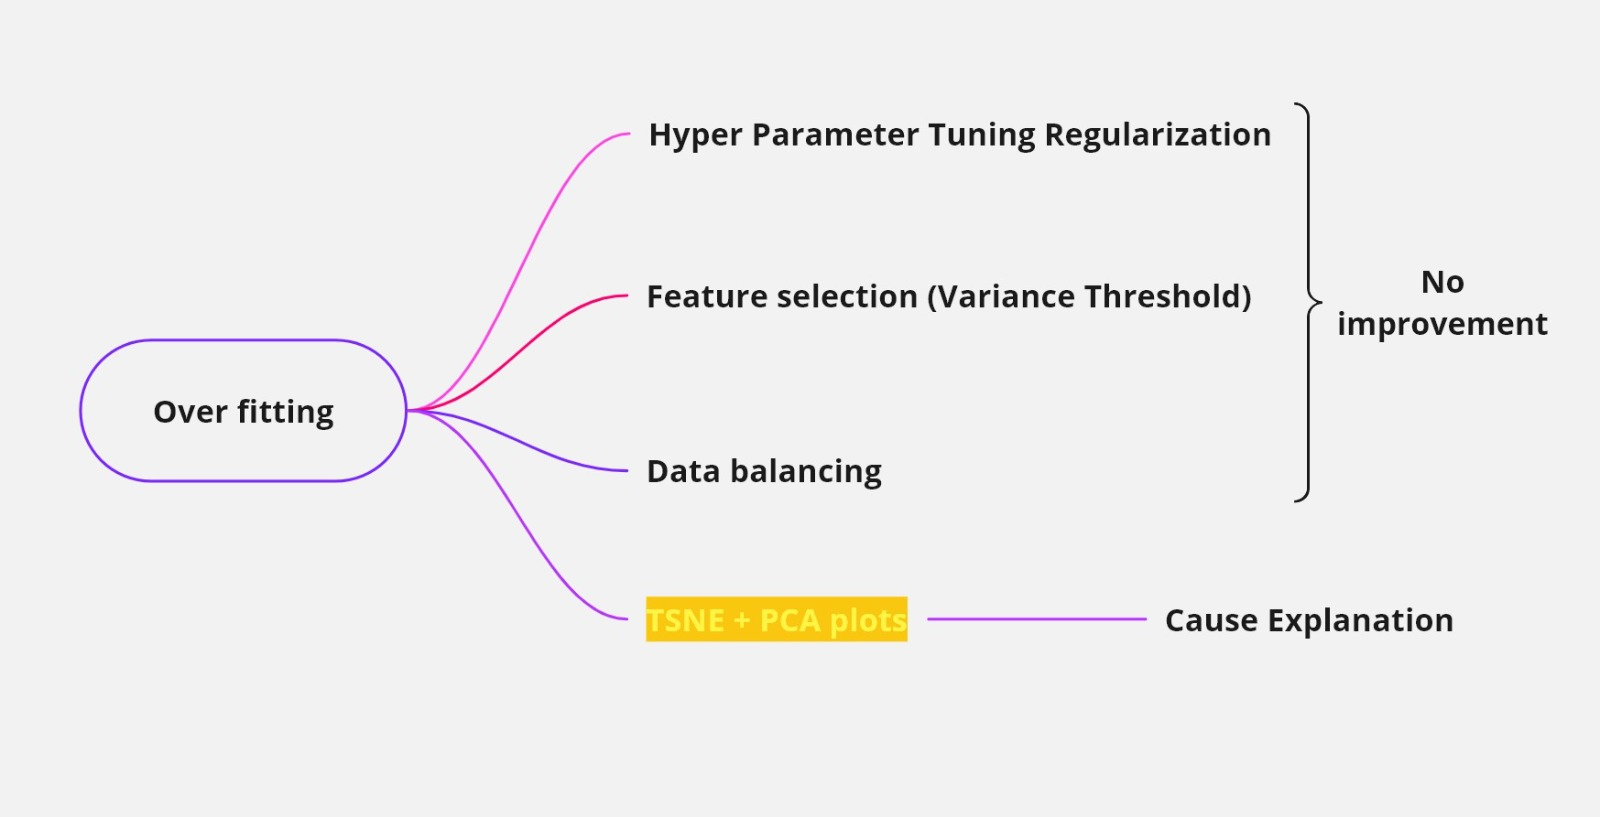 Hyper Parameter Tuning Regularization
Feature selection (Variance Threshold)
No
improvement
Over fitting
Data balancing
TSNE + PCA plots
Cause Explanation